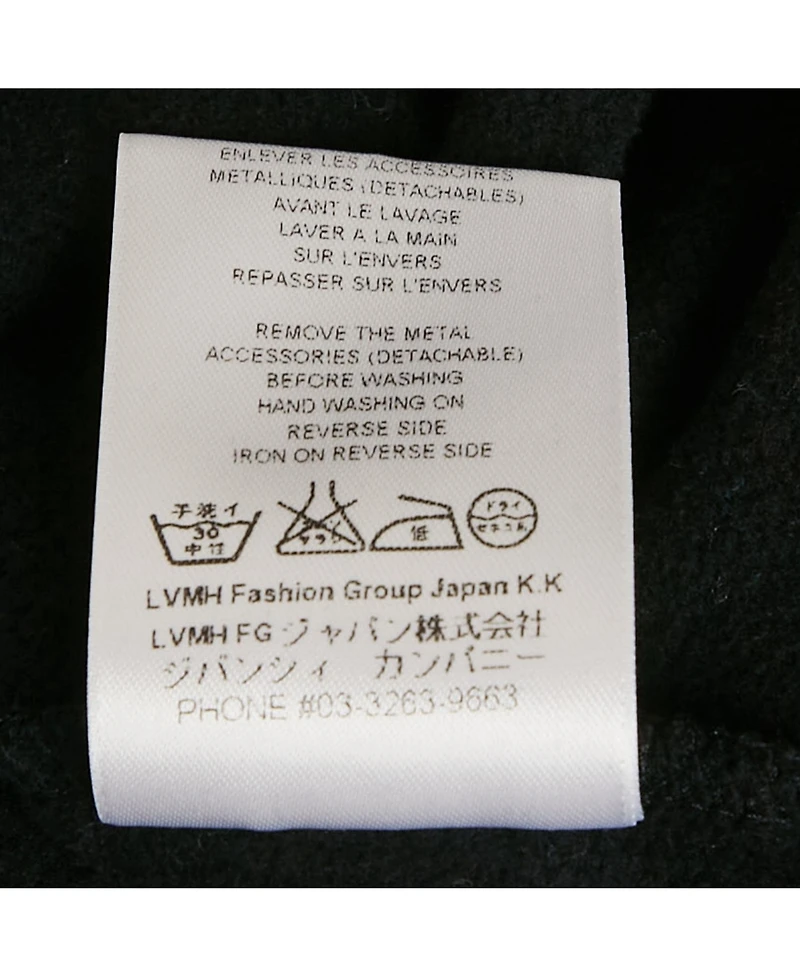 ENLEVER LES ACCESSOIRES
METALLIQUES (DETACHABLES)
AVANT LE LAVAGE
LAVER A LA MAIN
SUR L'ENVERS
REPASSER SUR L'ENVERS
REMOVE THE METAL
ACCESSORIES (DETACHABLE)
BEFORE WASHING
HAND WASHING ON
REVERSE SIDE
IRON ON REVERSE SIDE
手洗イ
30
中性
低
ドライ
LVMH Fashion Group Japan K.K
LVMH FG ジャパン株式会社
ジバンシィ カンパニー
PHONE #03-3263-9663